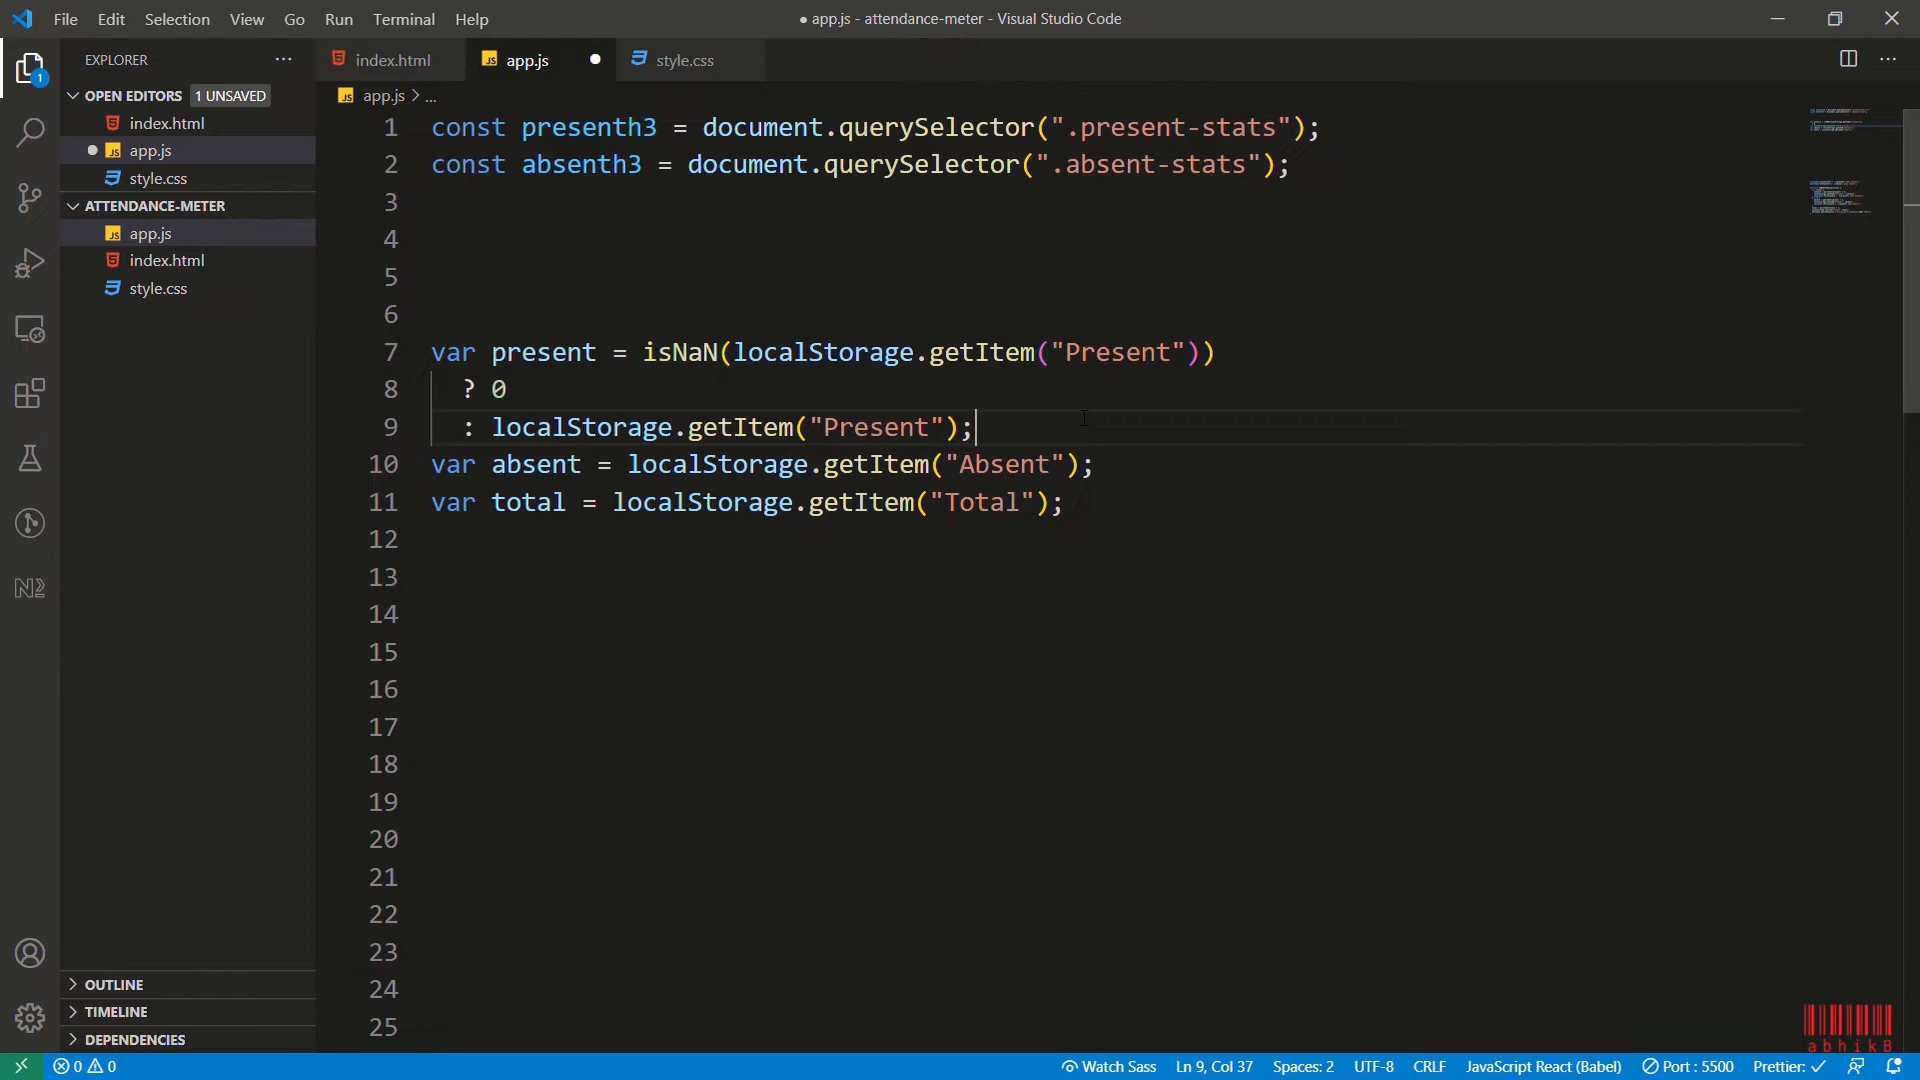 File Edit Selection View Go Run Terminal Help
● app.js - attendance-meter - Visual Studio Code
EXPLORER
index.html
app.js
style.css
OPEN EDITORS 1 UNSAVED
index.html
app.js
style.css
ATTENDANCE-METER
app.js
index.html
style.css
OUTLINE
TIMELINE
DEPENDENCIES
1
app.js > ...
1 const presenth3 = document.querySelector(".present-stats");
2 const absenth3 = document.querySelector(".absent-stats");
3
4
5
6
7 var present = isNaN(localStorage.getItem("Present"))
8 ? 0
9 : localStorage.getItem("Present");
10 var absent = localStorage.getItem("Absent");
11 var total = localStorage.getItem("Total");
12
13
14
15
16
17
18
19
20
21
22
23
24
25
abhikB
0 0 Watch Sass Ln 9, Col 37 Spaces: 2 UTF-8 CRLF JavaScript React (Babel) Port : 5500 Prettier: ✓